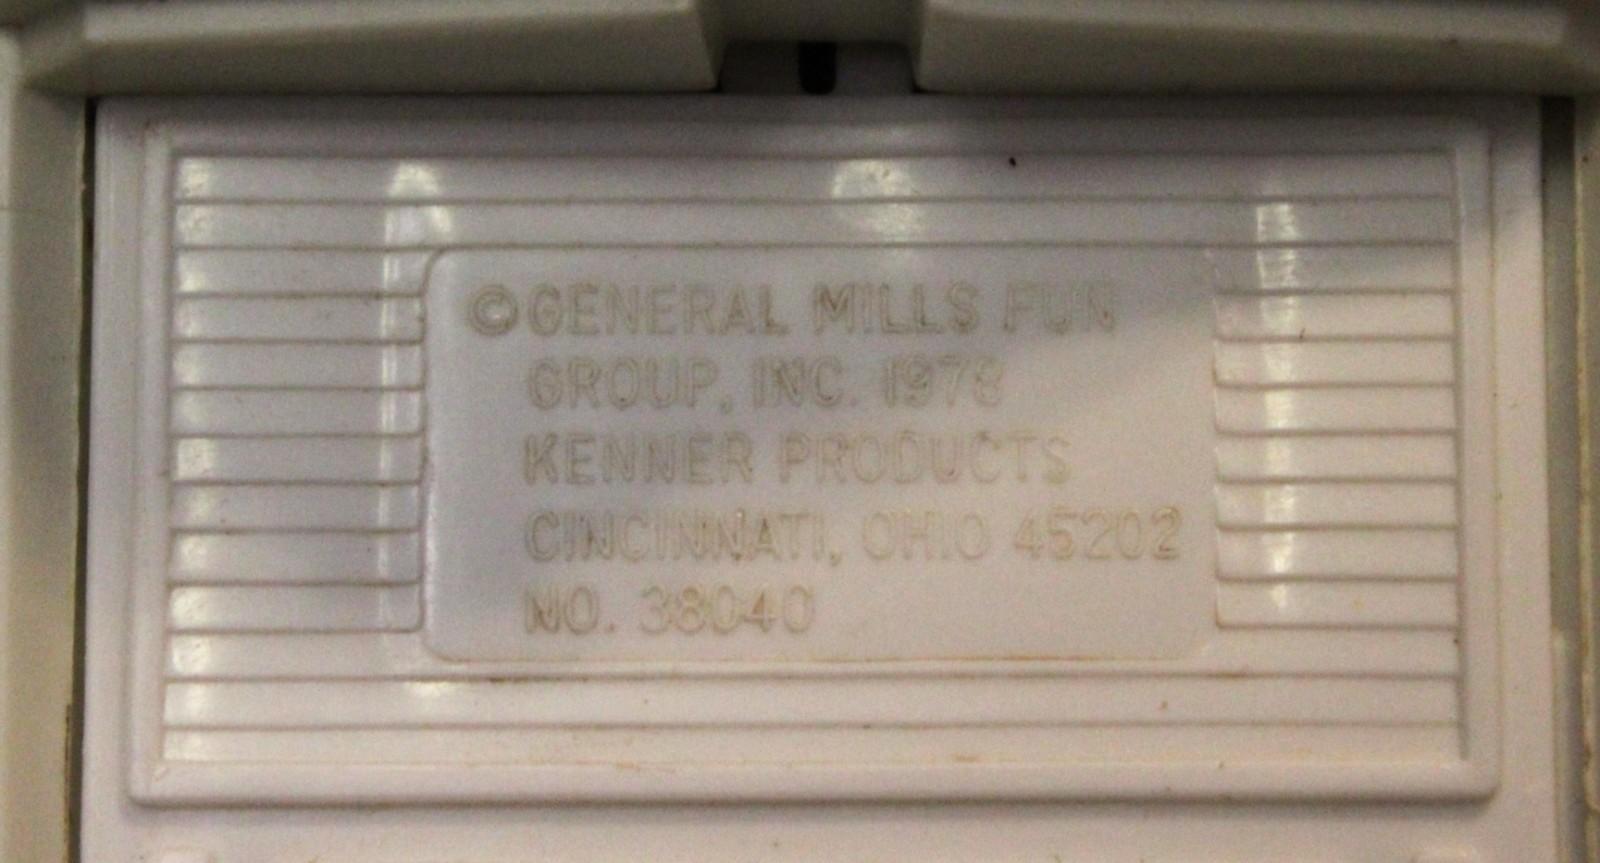 ©GENERAL MILLS FUN
GROUP, INC. 1978
KENNER PRODUCTS
CINCINNATI, OHIO 45202
NO. 38040